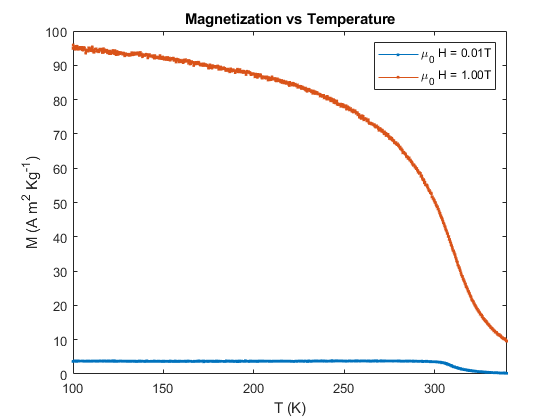 Magnetization vs Temperature
μ₀ H = 0.01T
μ₀ H = 1.00T
100
90
80
70
60
50
40
30
20
10
0
M (A m² Kg⁻¹)
100 150 200 250 300
T (K)